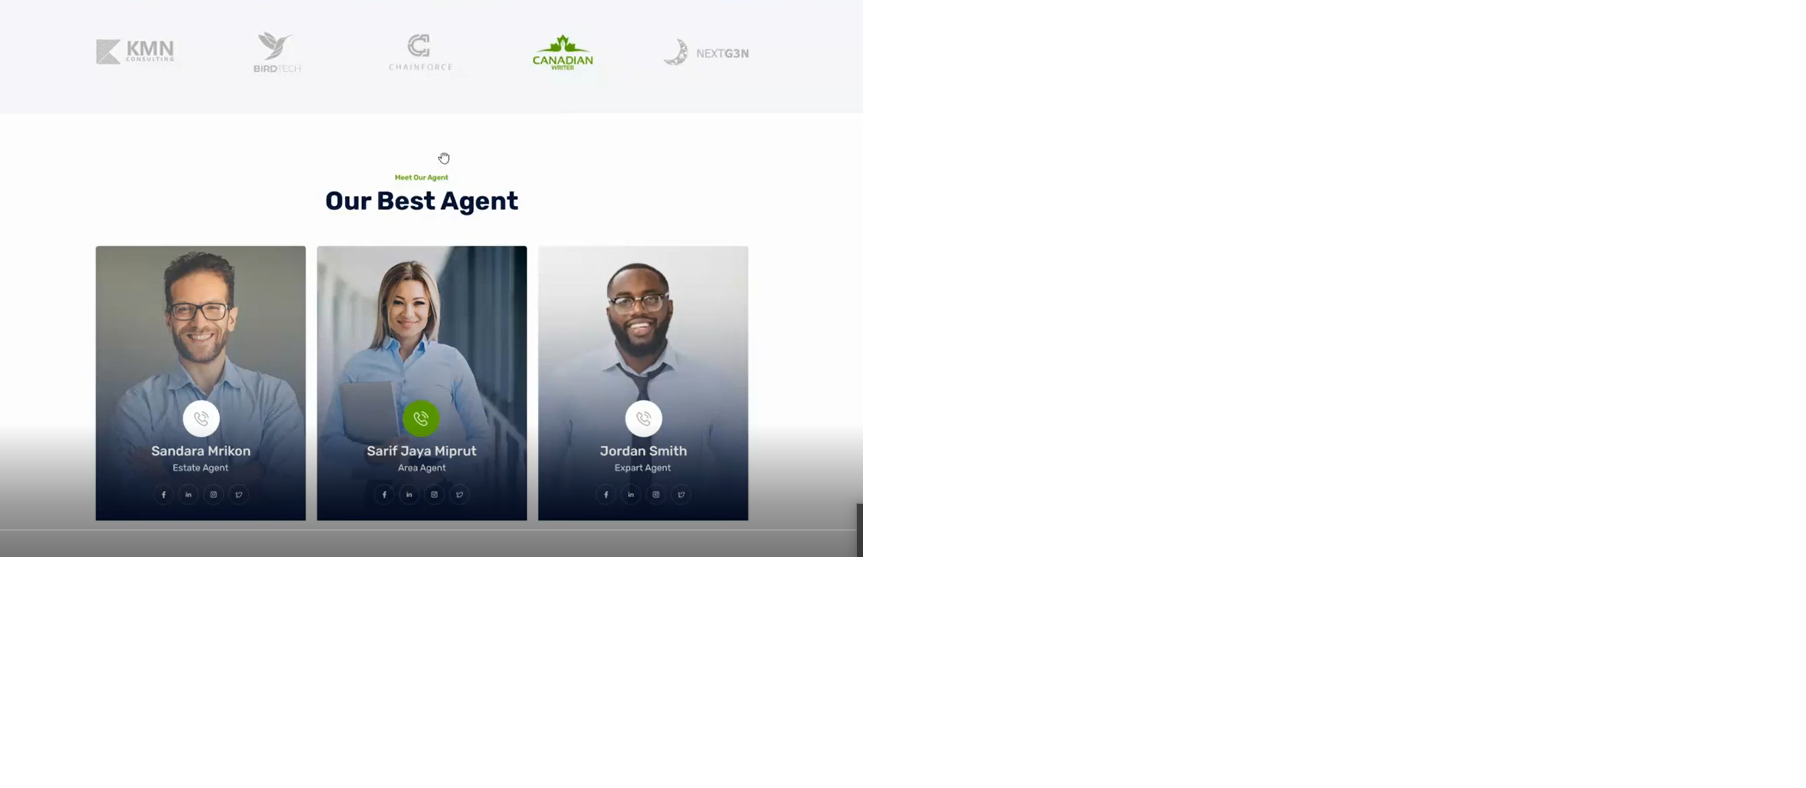 KMN
CONSULTING
BIRDTECH
CHAINFORCE
CANADIAN
WRITER
NEXTG3N
Meet Our Agent
Our Best Agent
Sandara Mrikon
Estate Agent
Sarif Jaya Miprut
Area Agent
Jordan Smith
Expart Agent